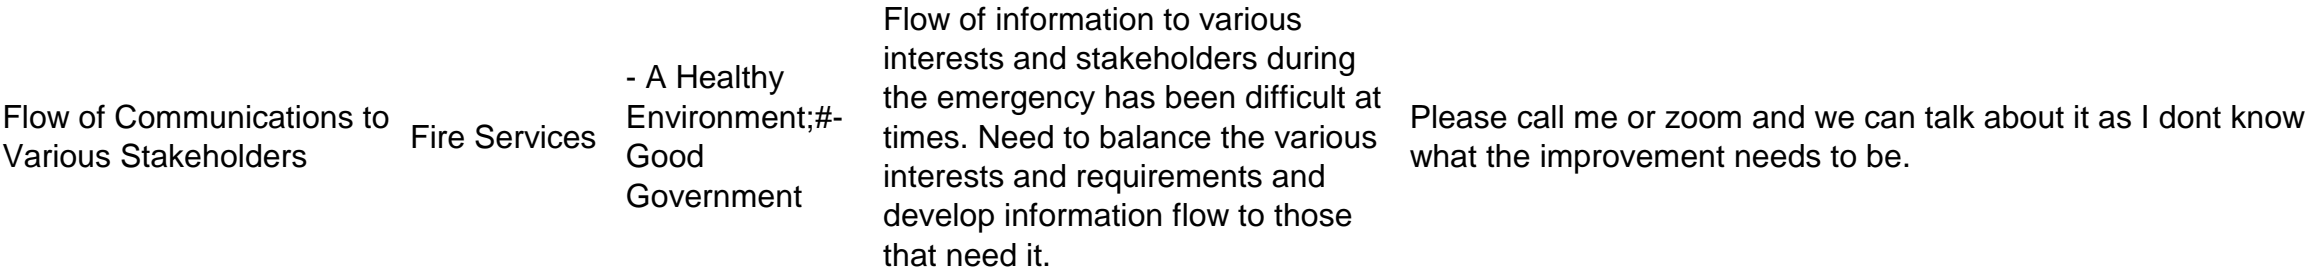 Flow of Communications to
Various Stakeholders
Fire Services
- A Healthy
Environment;#-
Good
Government
Flow of information to various
interests and stakeholders during
the emergency has been difficult at
times. Need to balance the various
interests and requirements and
develop information flow to those
that need it.
Please call me or zoom and we can talk about it as I dont know
what the improvement needs to be.